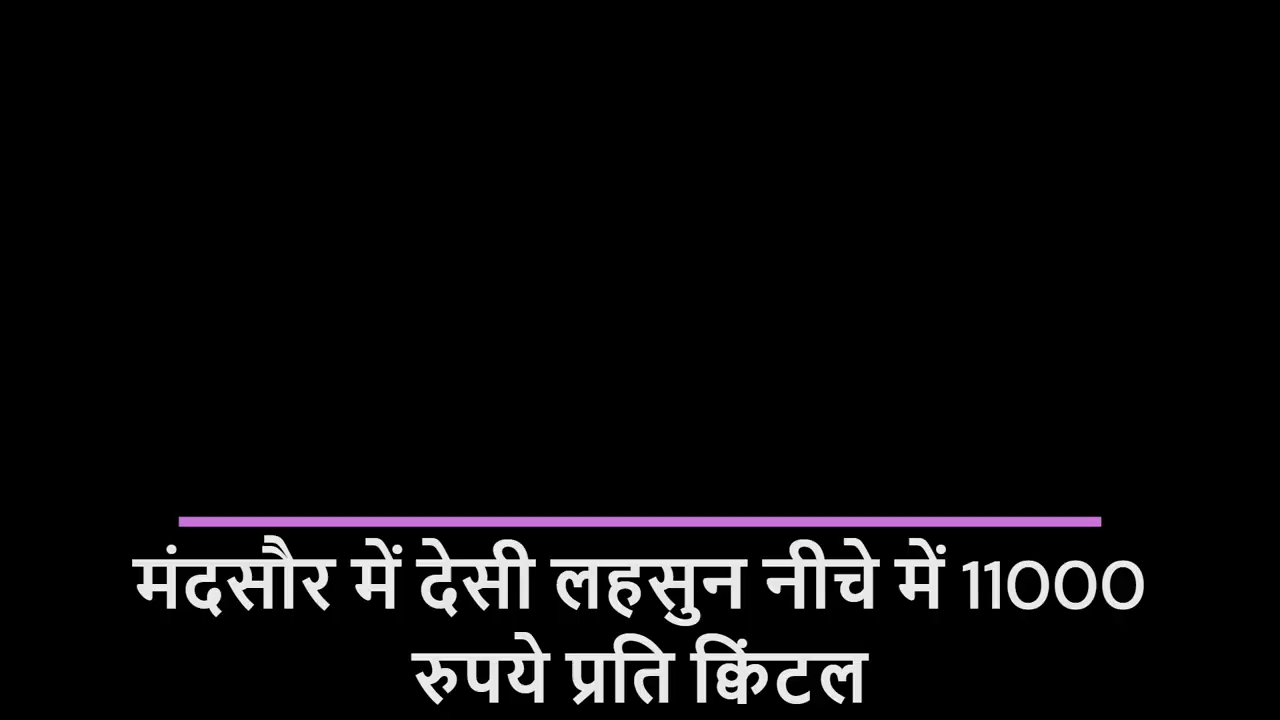 मंदसौर में देसी लहसुन नीचे में 11000
रुपये प्रति क्विंटल